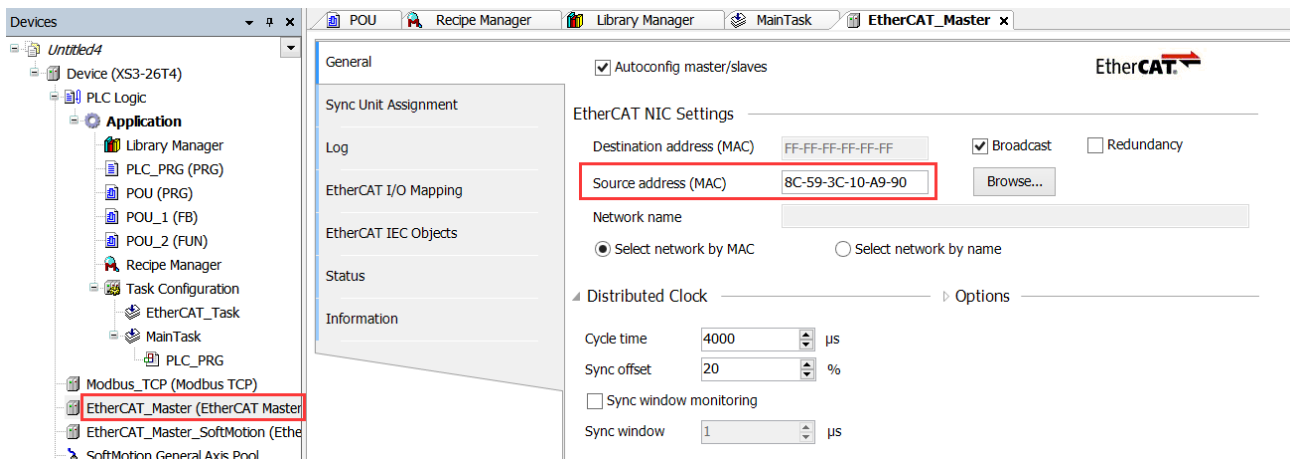 Devices
Untitled4
Device (XS3-26T4)
PLC Logic
Application
Library Manager
PLC_PRG (PRG)
POU (PRG)
POU_1 (FB)
POU_2 (FUN)
Recipe Manager
Task Configuration
EtherCAT_Task
MainTask
PLC_PRG
Modbus_TCP (Modbus TCP)
EtherCAT_Master (EtherCAT Master
EtherCAT_Master_SoftMotion (Ethe
SoftMotion General Axis Pool
POU Recipe Manager Library Manager MainTask EtherCAT_Master x
General
Sync Unit Assignment
Log
EtherCAT I/O Mapping
EtherCAT IEC Objects
Status
Information
Autoconfig master/slaves
EtherCAT.
EtherCAT NIC Settings
Destination address (MAC) FF-FF-FF-FF-FF-FF Broadcast Redundancy
Source address (MAC) 8C-59-3C-10-A9-90 Browse...
Network name
Select network by MAC Select network by name
Distributed Clock Options
Cycle time 4000 µs
Sync offset 20 %
Sync window monitoring
Sync window 1 µs